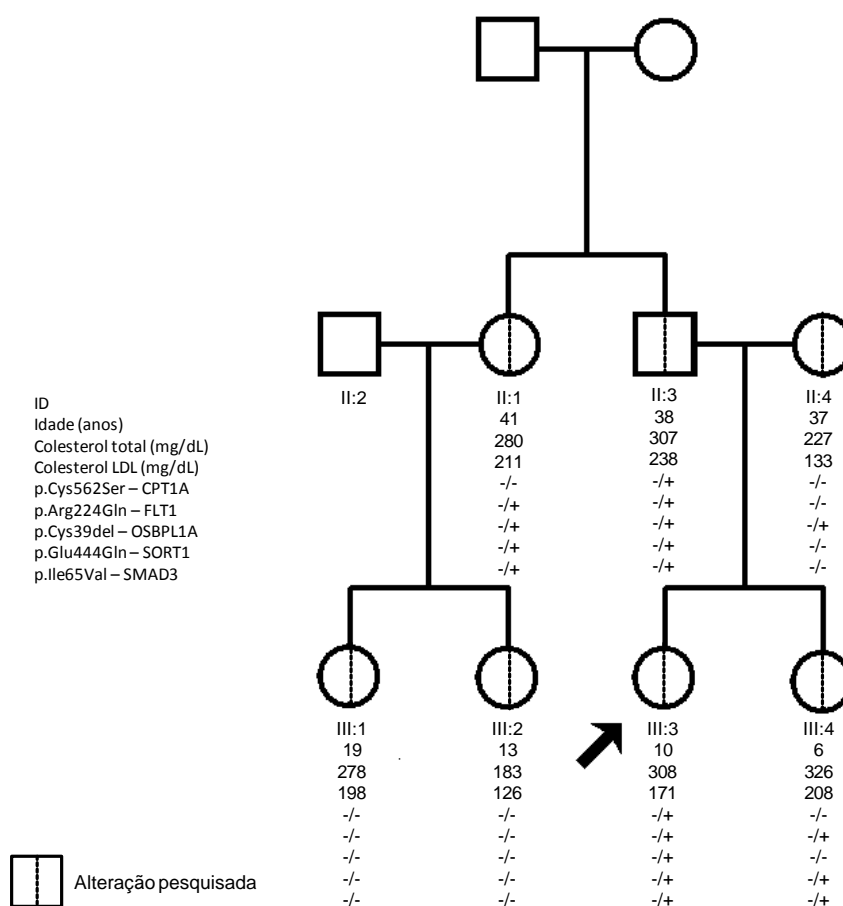 II:2
II:1
II:3
II:4
ID
Idade (anos)
Colesterol total (mg/dL)
Colesterol LDL (mg/dL)
p.Cys562Ser – CPT1A
p.Arg224Gln – FLT1
p.Cys39del – OSBPL1A
p.Glu444Gln – SORT1
p.Ile65Val – SMAD3
41 38 37
280 307 227
211 238 133
-/- -/+ -/-
-/+ -/+ -/-
-/+ -/+ -/+
-/+ -/+ -/-
-/+ -/+ -/-
III:1 III:2 III:3 III:4
19 13 10 6
278 183 308 326
198 126 171 208
-/- -/- -/+ -/-
-/- -/- -/+ -/+
-/- -/- -/+ -/-
-/- -/- -/+ -/+
-/- -/- -/+ -/+
Alteração pesquisada